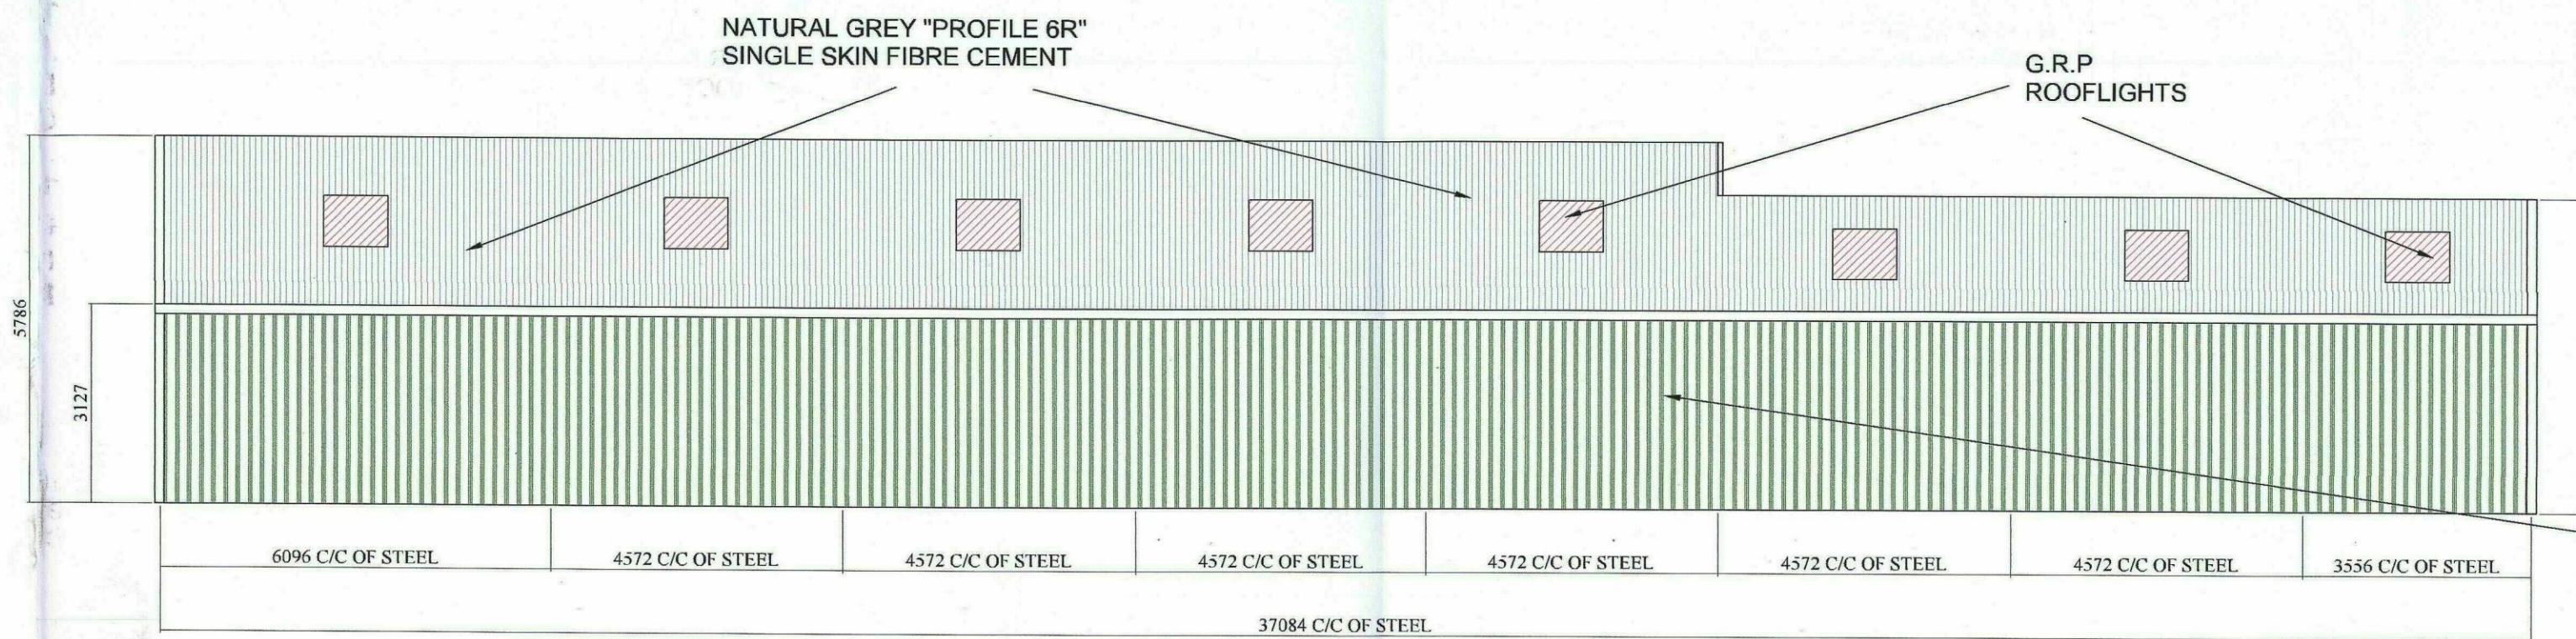 NATURAL GREY "PROFILE 6R"
SINGLE SKIN FIBRE CEMENT
G.R.P
ROOFLIGHTS
5786
3127
6096 C/C OF STEEL
4572 C/C OF STEEL
4572 C/C OF STEEL
4572 C/C OF STEEL
4572 C/C OF STEEL
4572 C/C OF STEEL
4572 C/C OF STEEL
3556 C/C OF STEEL
37084 C/C OF STEEL